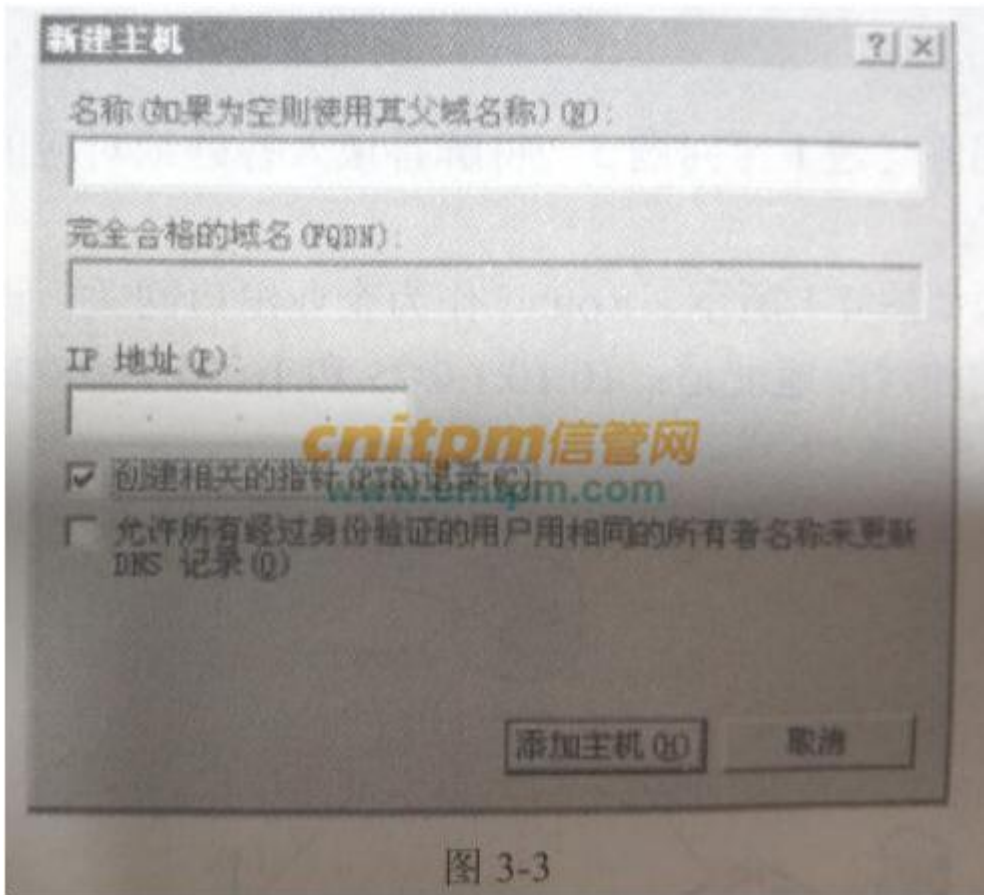 新建主机
名称(如果为空则使用其父域名称)(N):
完全合格的域名(FQDN):
IP 地址(P):
cnitpm信管网
创建相关的指针(PTR)记录(C)
www.cnitpm.com
允许所有经过身份验证的用户用相同的所有者名称来更新
DNS 记录(O)
添加主机(H)
取消
图 3-3